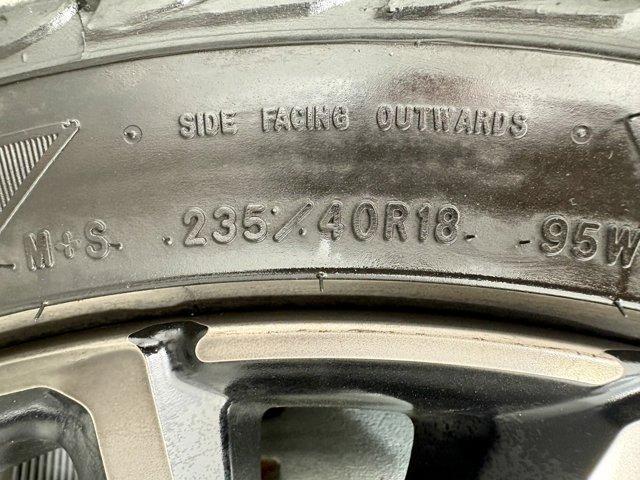 SIDE FACING OUTWARDS
M+S 235/40R18 95W